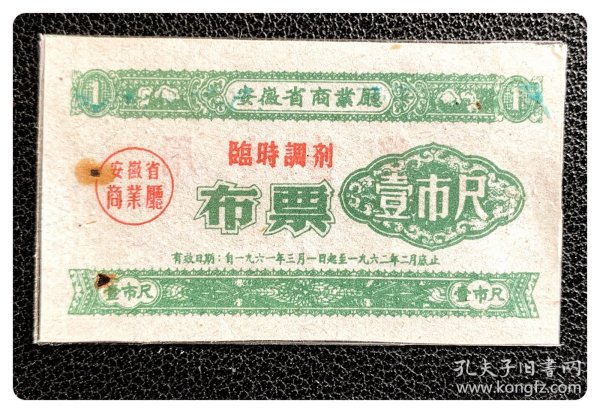 1 安徽省商業廳 1
臨時調剂
安徽省
商業廳
布票 壹市尺
有效日期：自一九六一年三月一日起至一九六二年二月底止
壹市尺 壹市尺
孔夫子旧書网
www.kongfz.com